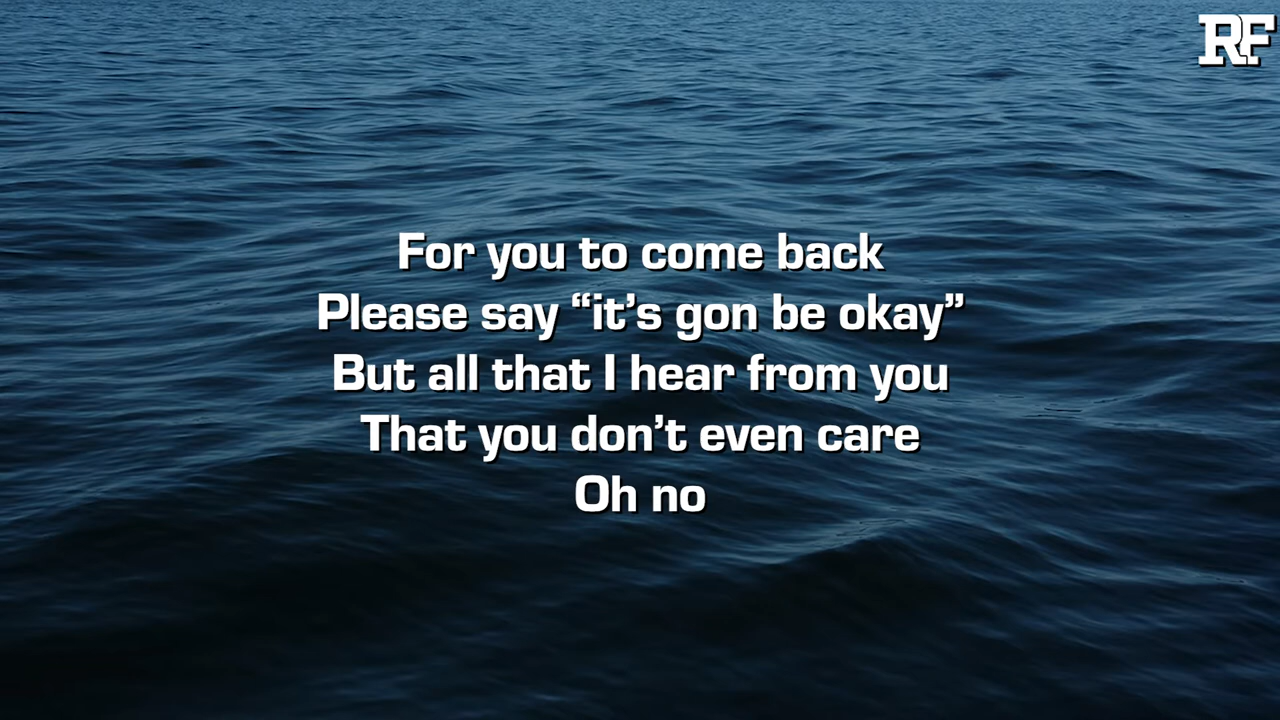 RF
For you to come back
Please say “it’s gon be okay”
But all that I hear from you
That you don’t even care
Oh no